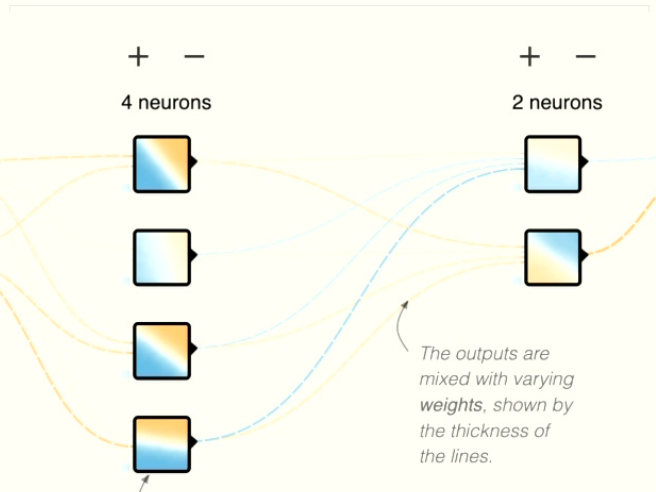 + − + −
4 neurons 2 neurons
The outputs are
mixed with varying
weights, shown by
the thickness of
the lines.